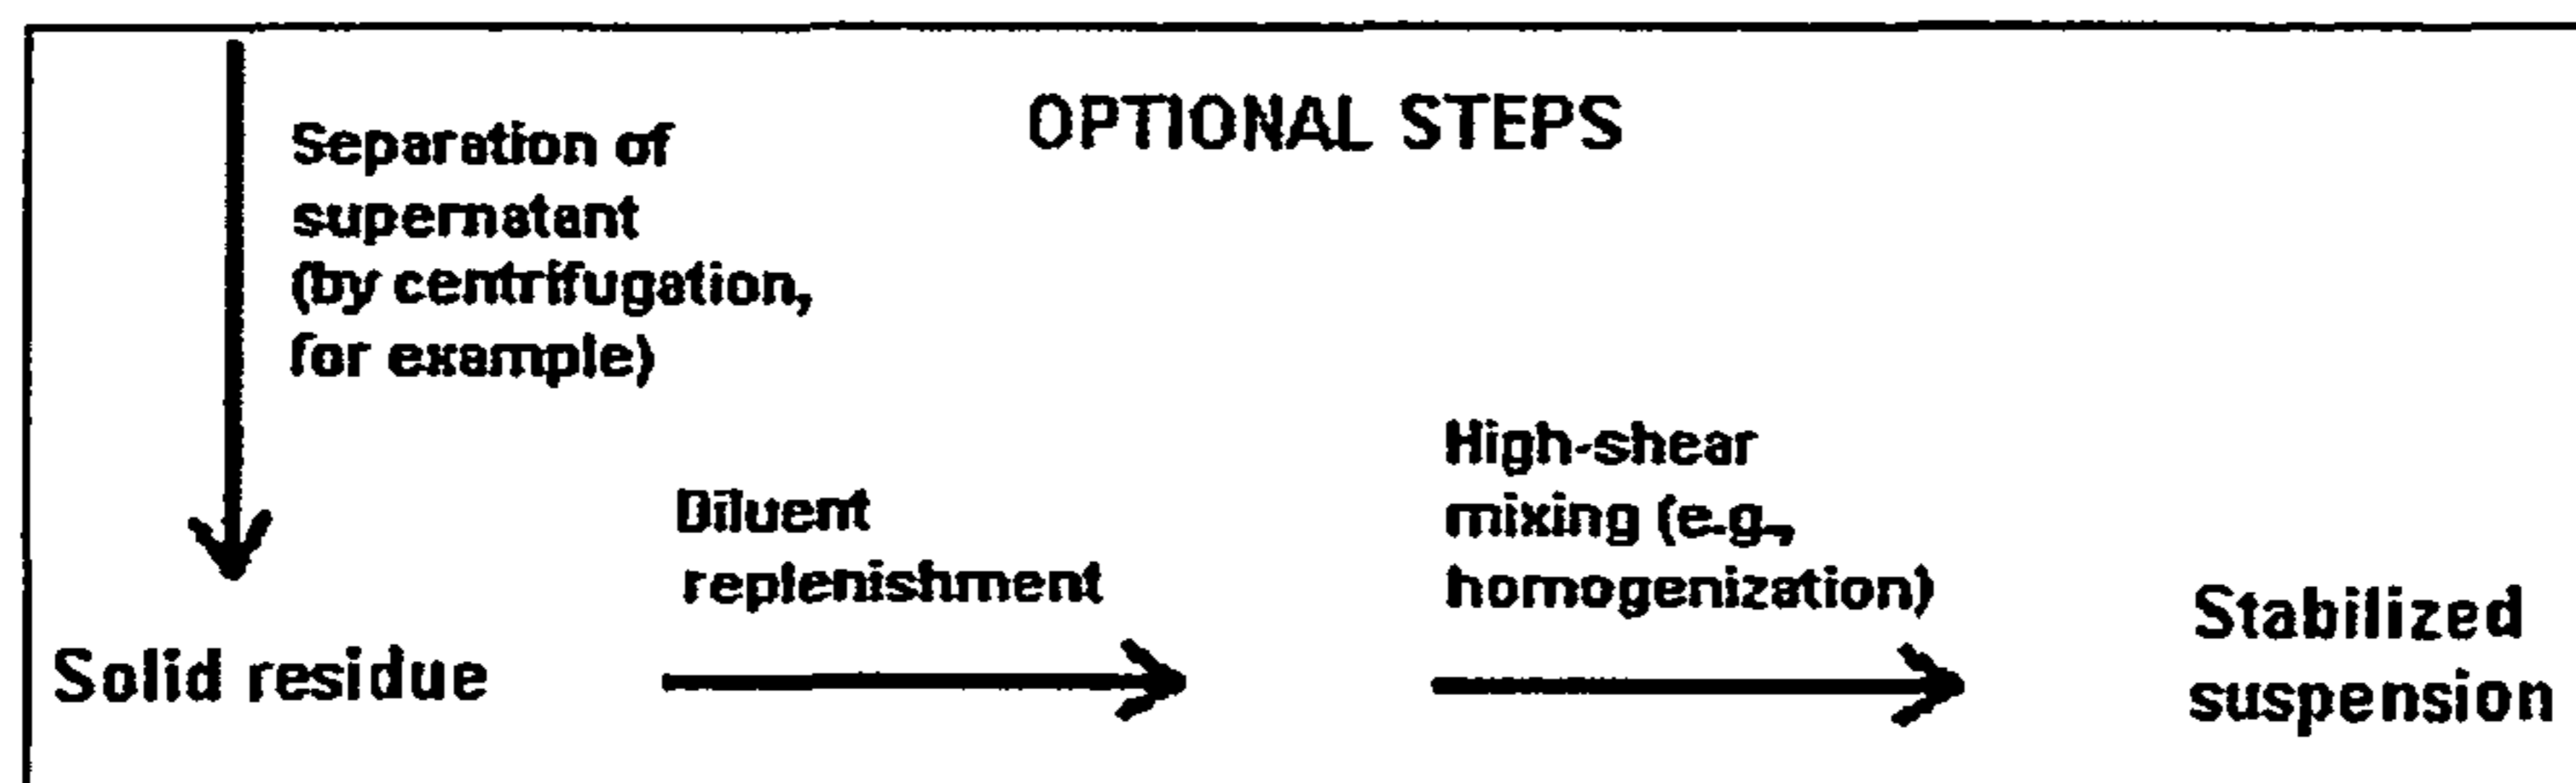 OPTIONAL STEPS
Separation of
supernatant
(by centrifugation,
for example)
Diluent
replenishment
High-shear
mixing (e.g.,
homogenization)
Solid residue
Stabilized
suspension